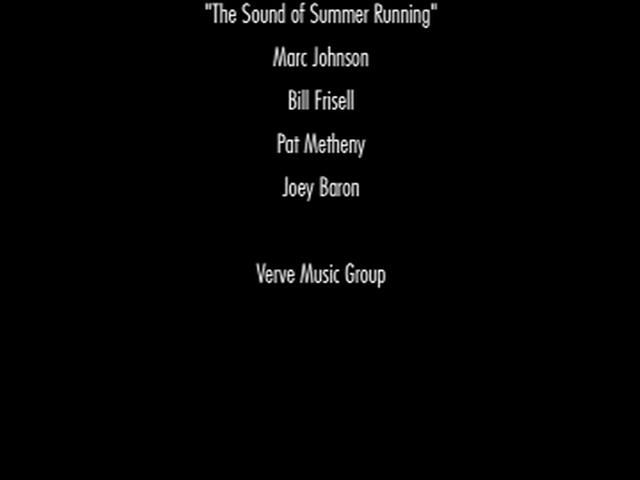 "The Sound of Summer Running"
Marc Johnson
Bill Frisell
Pat Metheny
Joey Baron
Verve Music Group